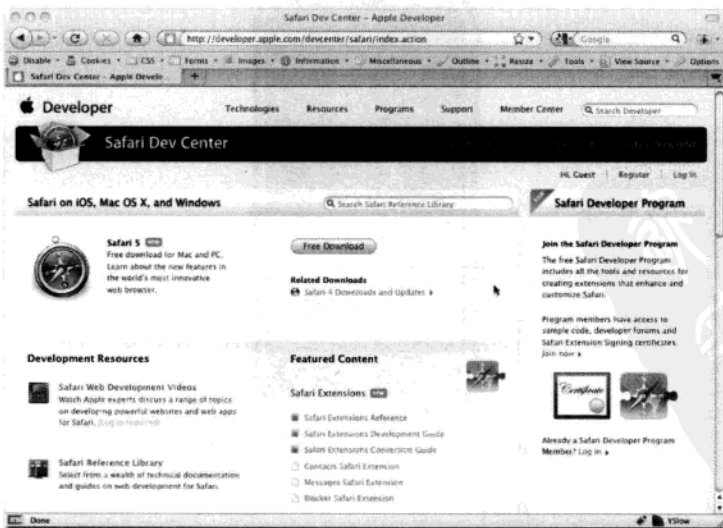 Safari Dev Center – Apple Developer
http://developer.apple.com/devcenter/safari/index.action
Google
Disable Cookies CSS Forms Images Information Miscellaneous Outline Resize Tools View Source Options
Safari Dev Center – Apple Develo...
Developer
Technologies Resources Programs Support Member Center Search Developer
Safari Dev Center
Hi, Guest Register Log in
Safari on iOS, Mac OS X, and Windows
Search Safari Reference Library
Safari Developer Program
Safari 5
Free download for Mac and PC.
Learn about the new features in
the world's most innovative
web browser.
Free Download
Related Downloads
Safari 4 Downloads and Updates
Join the Safari Developer Program
The free Safari Developer Program
includes all the tools and resources for
creating extensions that enhance and
customize Safari.
Program members have access to
sample code, developer forums and
Safari Extension Signing certificates.
Join now
Certificate
Already a Safari Developer Program
Member? Log in
Development Resources
Safari Web Development Videos
Watch Apple experts discuss a range of topics
on developing powerful websites and web apps
for Safari. (Log in required)
Safari Reference Library
Select from a wealth of technical documentation
and guides on web development for Safari.
Featured Content
Safari Extensions
Safari Extensions Reference
Safari Extensions Development Guide
Safari Extensions Conversion Guide
Contacts Safari Extension
Messages Safari Extension
Blocker Safari Extension
Done
YSlow